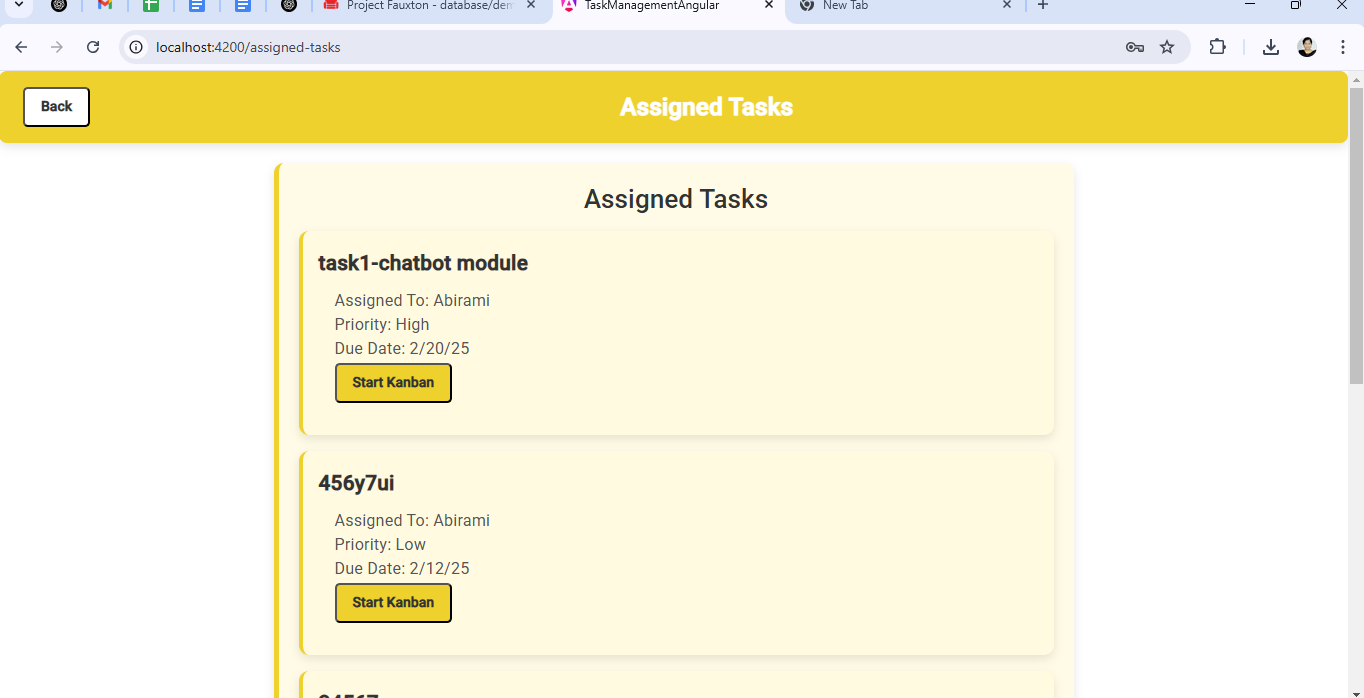 Project Fauxton - database/den
TaskManagementAngular
New Tab
localhost:4200/assigned-tasks
Back
Assigned Tasks
Assigned Tasks
task1-chatbot module
Assigned To: Abirami
Priority: High
Due Date: 2/20/25
Start Kanban
456y7ui
Assigned To: Abirami
Priority: Low
Due Date: 2/12/25
Start Kanban